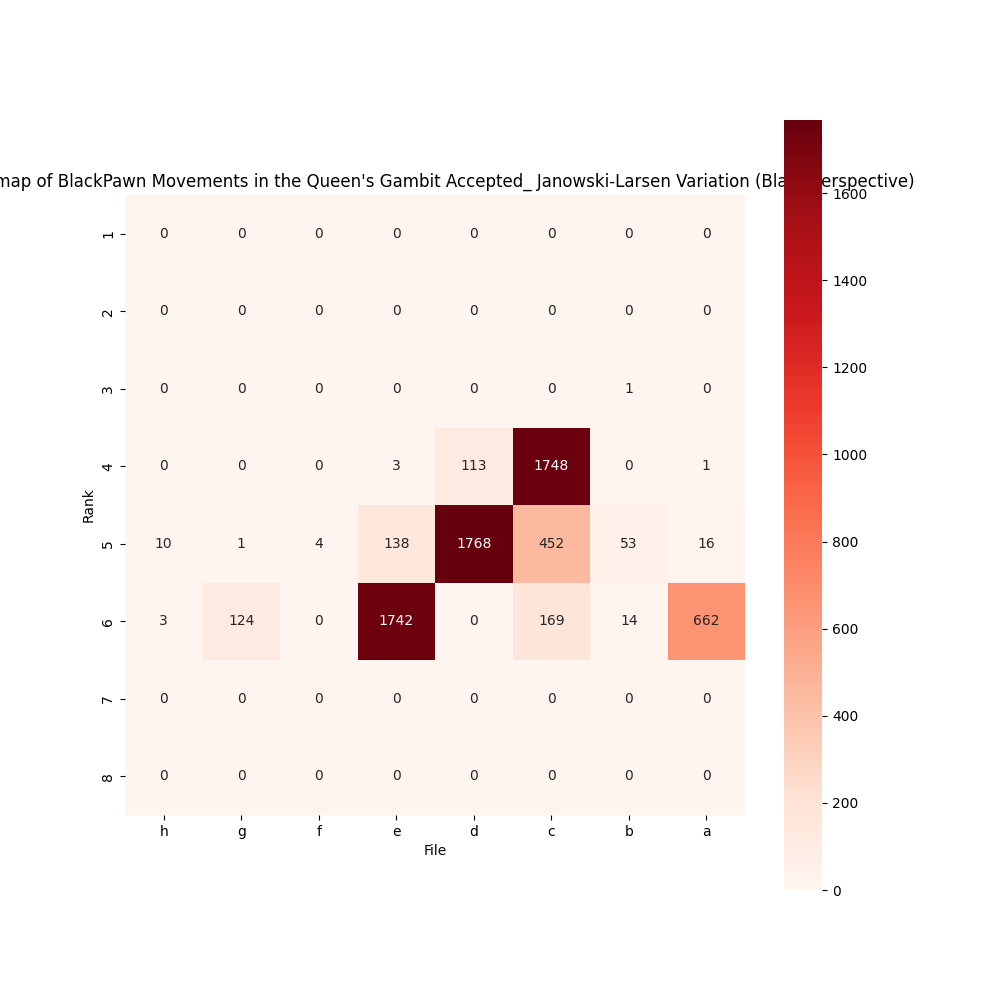 map of BlackPawn Movements in the Queen's Gambit Accepted_ Janowski-Larsen Variation (Bla erspective)
1 0 0 0 0 0 0 0 0
2 0 0 0 0 0 0 0 0
3 0 0 0 0 0 0 1 0
4 0 0 0 3 113 1748 0 1
5 10 1 4 138 1768 452 53 16
6 3 124 0 1742 0 169 14 662
7 0 0 0 0 0 0 0 0
8 0 0 0 0 0 0 0 0
Rank
h g f e d c b a
File
1600
1400
1200
1000
800
600
400
200
0